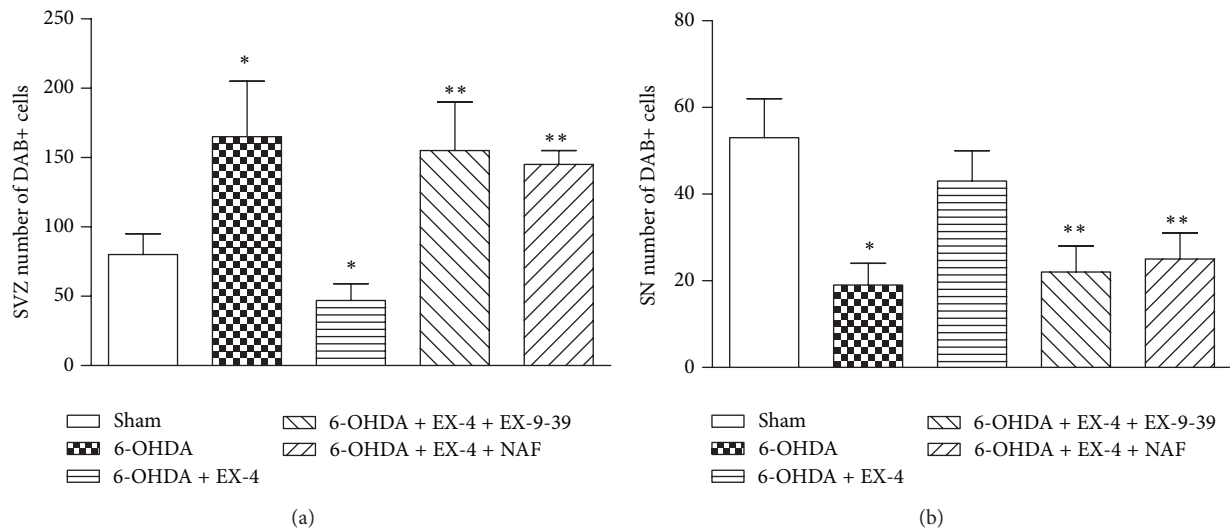 250
200
150
100
50
0
SVZ number of DAB+ cells
*
*
**
**
Sham
6-OHDA
6-OHDA + EX-4
6-OHDA + EX-4 + EX-9-39
6-OHDA + EX-4 + NAF
(a)
80
60
40
20
0
SN number of DAB+ cells
*
**
**
Sham
6-OHDA
6-OHDA + EX-4
6-OHDA + EX-4 + EX-9-39
6-OHDA + EX-4 + NAF
(b)